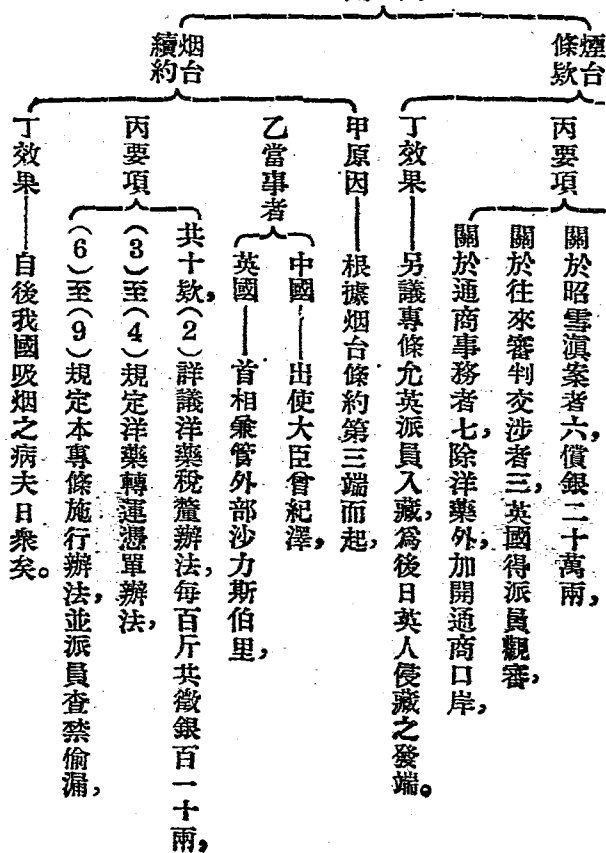 煙台
條欵
丙要項
關於昭雪滇案者六,償銀二十萬兩,
關於往來審判交涉者三,英國得派員觀審,
關於通商事務者七,除洋藥外,加開通商口岸,
丁效果——另議專條允英派員入藏,爲後日英人侵藏之發端。
烟台
續約
甲原因——根據烟台條約第三端而起,
乙當事者
中國——出使大臣曾紀澤,
英國——首相兼管外部沙力斯伯里,
丙要項
共十欵,(2)詳議洋藥稅釐辦法,每百斤共徵銀百一十兩,
(3)至(4)規定洋藥轉運憑單辦法,
(6)至(9)規定本專條施行辦法,並派員查禁偷漏,
丁效果——自後我國吸烟之病夫日衆矣。